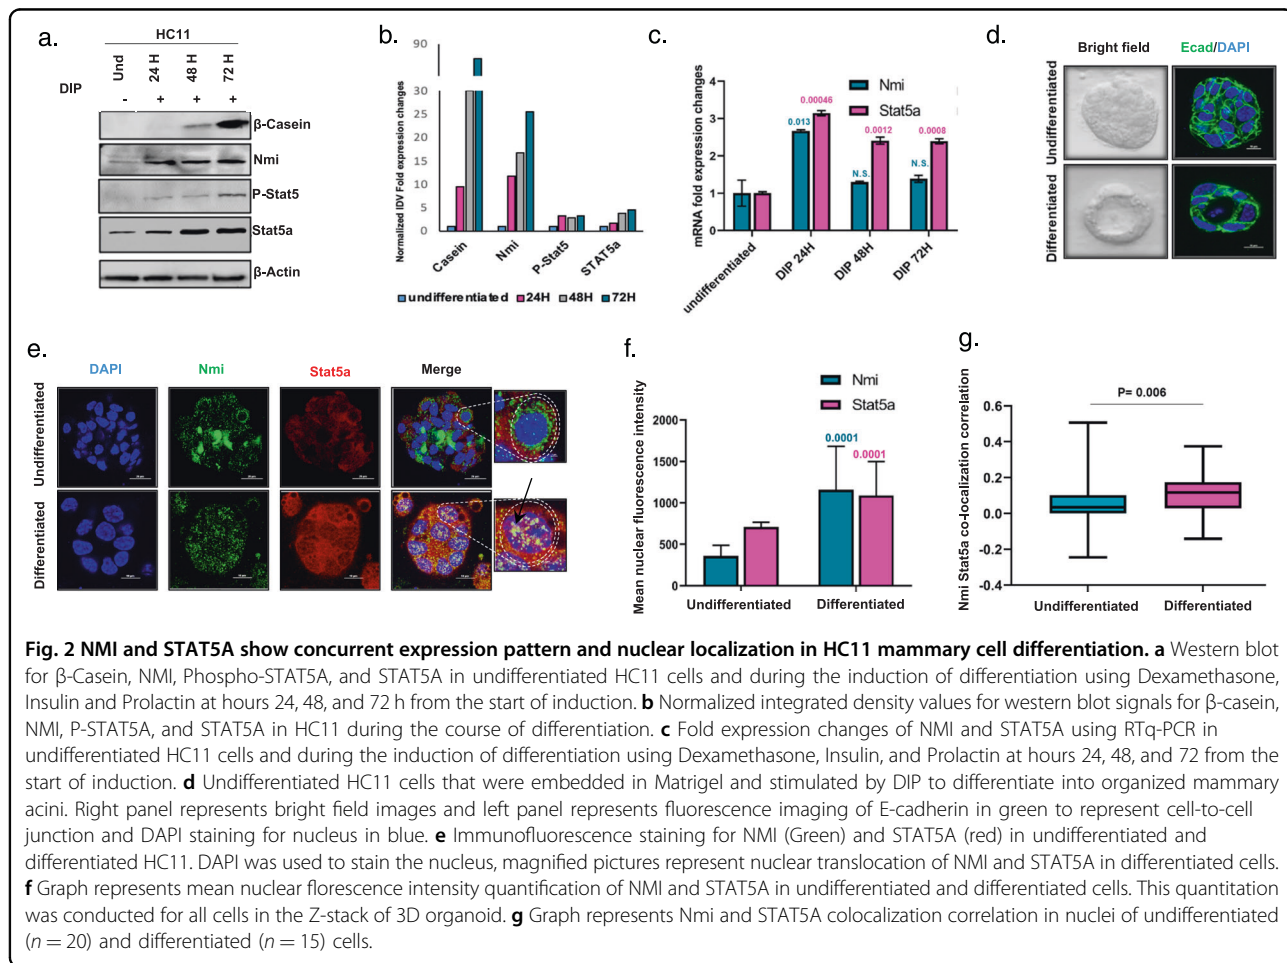 a.
HC11
Und
24 H
48 H
72 H
DIP
- + + +
β-Casein
Nmi
P-Stat5
Stat5a
β-Actin
b.
Normalized IDV Fold expression changes
90
60
30
20
15
10
5
0
Casein
Nmi
P-Stat5
STAT5a
undifferentiated 24H 48H 72H
c.
mRNA fold expression changes
4
3
2
1
0
Nmi
Stat5a
0.013
0.00046
N.S.
0.0012
N.S.
0.0008
undifferentiated
DIP 24H
DIP 48H
DIP 72H
d.
Bright field
Ecad/DAPI
Undifferentiated
Differentiated
e.
DAPI
Nmi
Stat5a
Merge
Undifferentiated
Differentiated
f.
Mean nuclear fluorescence intensity
Nmi
Stat5a
2000
1500
1000
500
0
0.0001
0.0001
Undifferentiated
Differentiated
g.
Nmi Stat5a co-localization correlation
P= 0.006
0.6
0.4
0.2
0.0
-0.2
-0.4
Undifferentiated
Differentiated
Fig. 2 NMI and STAT5A show concurrent expression pattern and nuclear localization in HC11 mammary cell differentiation. a Western blot
for β-Casein, NMI, Phospho-STAT5A, and STAT5A in undifferentiated HC11 cells and during the induction of differentiation using Dexamethasone,
Insulin and Prolactin at hours 24, 48, and 72 h from the start of induction. b Normalized integrated density values for western blot signals for β-casein,
NMI, P-STAT5A, and STAT5A in HC11 during the course of differentiation. c Fold expression changes of NMI and STAT5A using RTq-PCR in
undifferentiated HC11 cells and during the induction of differentiation using Dexamethasone, Insulin, and Prolactin at hours 24, 48, and 72 from the
start of induction. d Undifferentiated HC11 cells that were embedded in Matrigel and stimulated by DIP to differentiate into organized mammary
acini. Right panel represents bright field images and left panel represents fluorescence imaging of E-cadherin in green to represent cell-to-cell
junction and DAPI staining for nucleus in blue. e Immunofluorescence staining for NMI (Green) and STAT5A (red) in undifferentiated and
differentiated HC11. DAPI was used to stain the nucleus, magnified pictures represent nuclear translocation of NMI and STAT5A in differentiated cells.
f Graph represents mean nuclear florescence intensity quantification of NMI and STAT5A in undifferentiated and differentiated cells. This quantitation
was conducted for all cells in the Z-stack of 3D organoid. g Graph represents Nmi and STAT5A colocalization correlation in nuclei of undifferentiated
(n = 20) and differentiated (n = 15) cells.